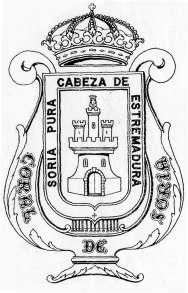 SORIA PURA CABEZA DE ESTREMADURA
CORAL DE SORIA